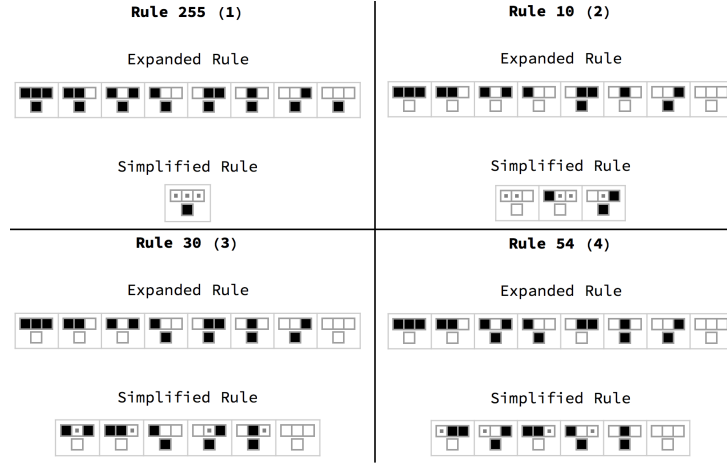 Rule 255 (1)
Expanded Rule
Simplified Rule
Rule 10 (2)
Expanded Rule
Simplified Rule
Rule 30 (3)
Expanded Rule
Simplified Rule
Rule 54 (4)
Expanded Rule
Simplified Rule